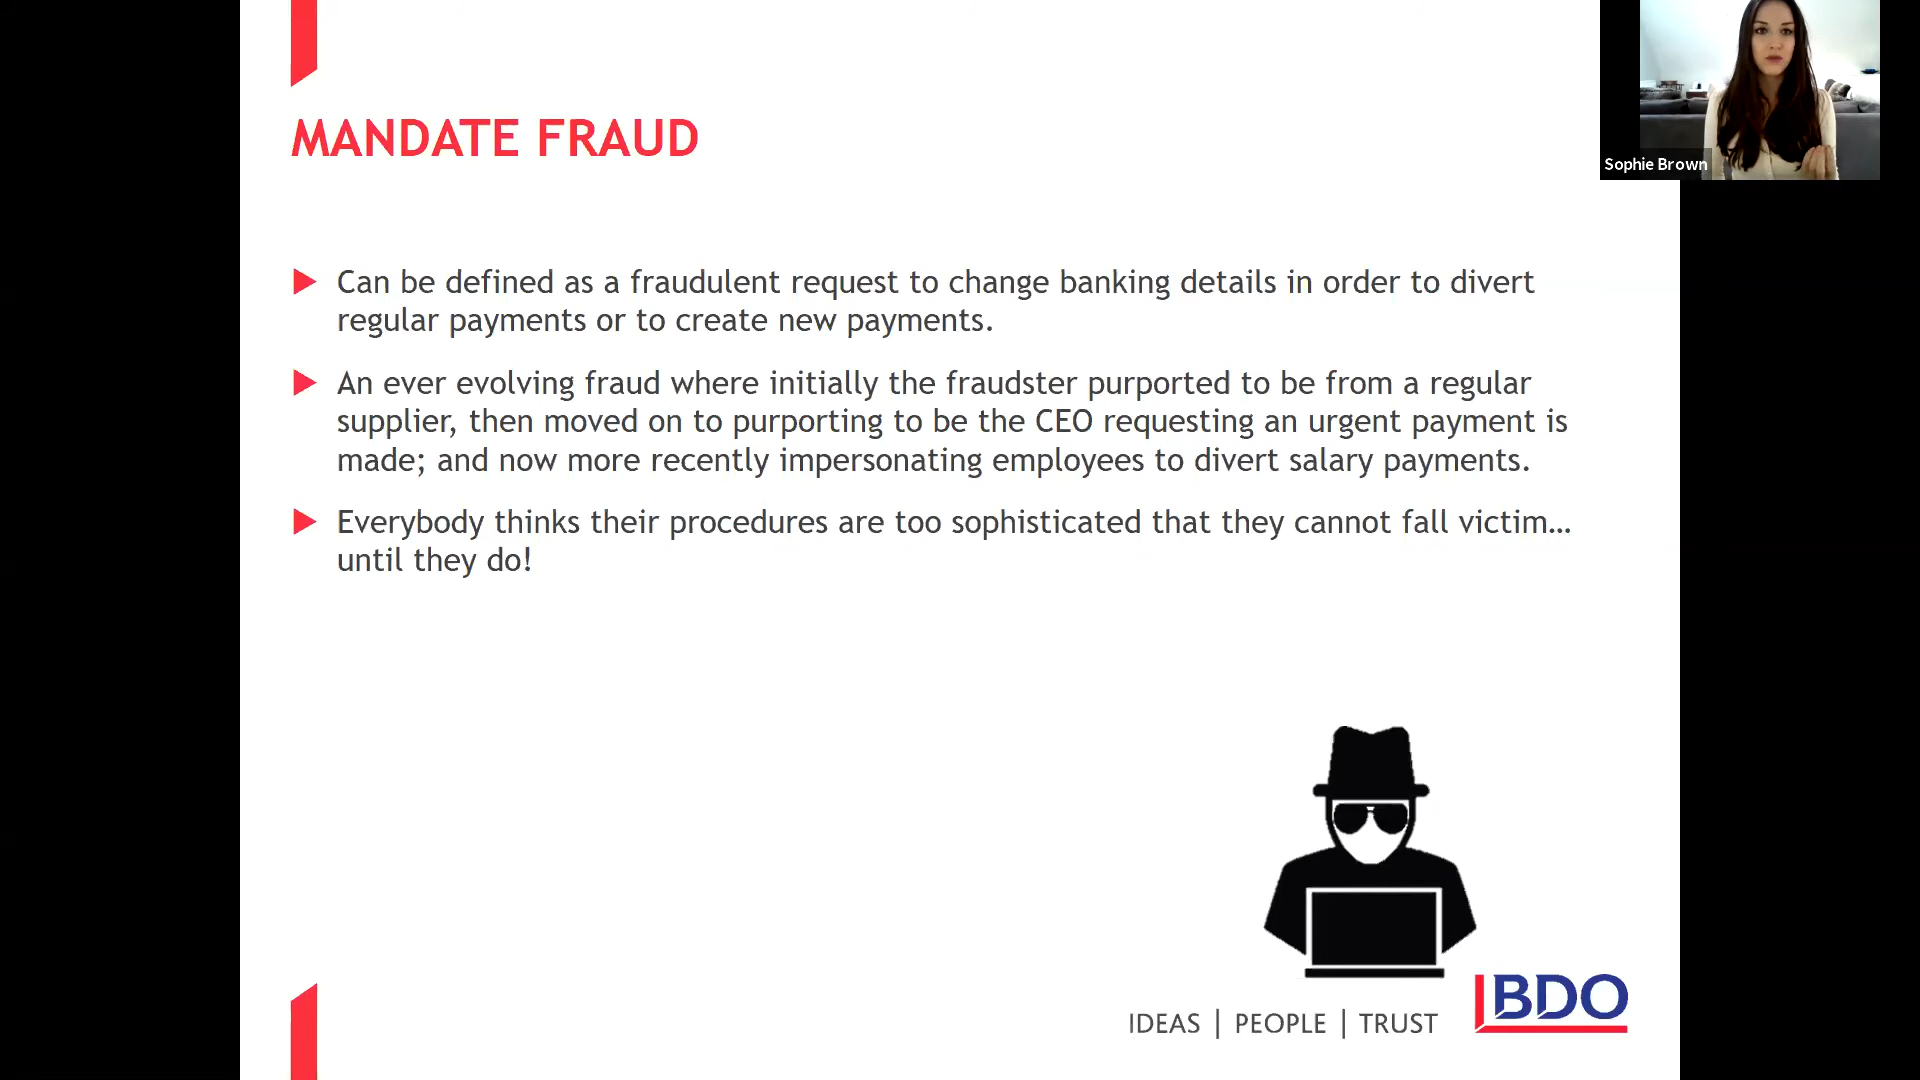 MANDATE FRAUD
Can be defined as a fraudulent request to change banking details in order to divert
regular payments or to create new payments.
An ever evolving fraud where initially the fraudster purported to be from a regular
supplier, then moved on to purporting to be the CEO requesting an urgent payment is
made; and now more recently impersonating employees to divert salary payments.
Everybody thinks their procedures are too sophisticated that they cannot fall victim…
until they do!
IDEAS | PEOPLE | TRUST
BDO
Sophie Brown